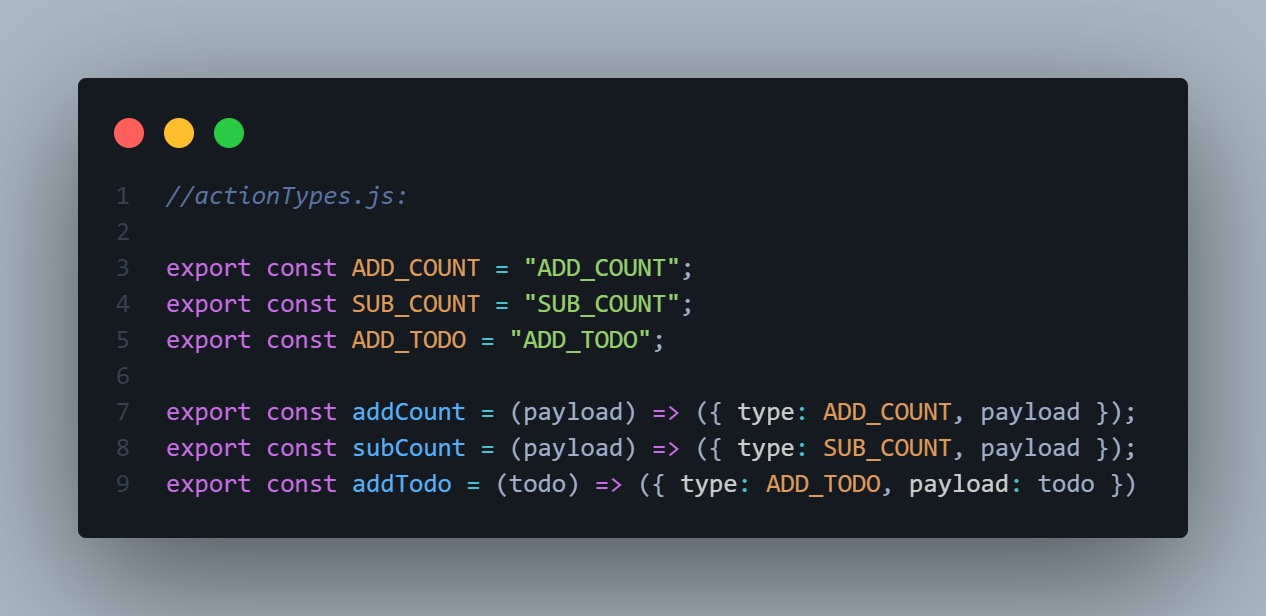 1 //actionTypes.js:
2
3 export const ADD_COUNT = "ADD_COUNT";
4 export const SUB_COUNT = "SUB_COUNT";
5 export const ADD_TODO = "ADD_TODO";
6
7 export const addCount = (payload) => ({ type: ADD_COUNT, payload });
8 export const subCount = (payload) => ({ type: SUB_COUNT, payload });
9 export const addTodo = (todo) => ({ type: ADD_TODO, payload: todo })